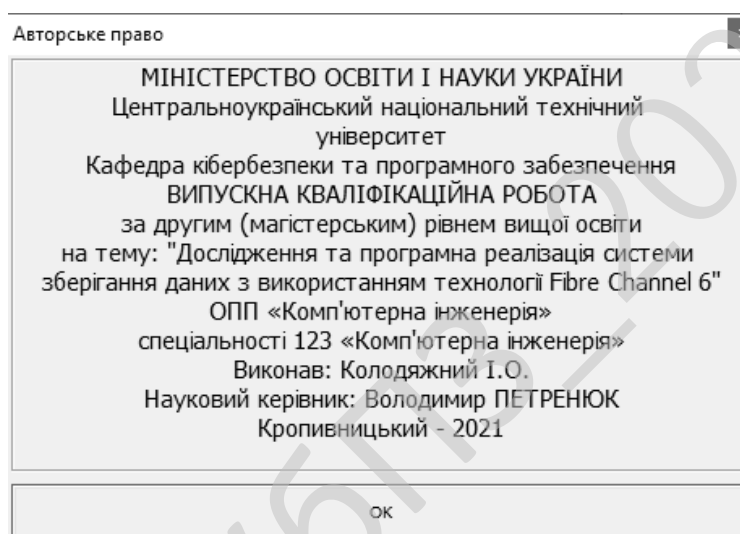 Авторське право
МІНІСТЕРСТВО ОСВІТИ І НАУКИ УКРАЇНИ
Центральноукраїнський національний технічний
університет
Кафедра кібербезпеки та програмного забезпечення
ВИПУСКНА КВАЛІФІКАЦІЙНА РОБОТА
за другим (магістерським) рівнем вищої освіти
на тему: "Дослідження та програмна реалізація системи
зберігання даних з використанням технології Fibre Channel 6"
ОПП «Комп'ютерна інженерія»
спеціальності 123 «Комп'ютерна інженерія»
Виконав: Колодяжний І.О.
Науковий керівник: Володимир ПЕТРЕНЮК
Кропивницький - 2021
ОК